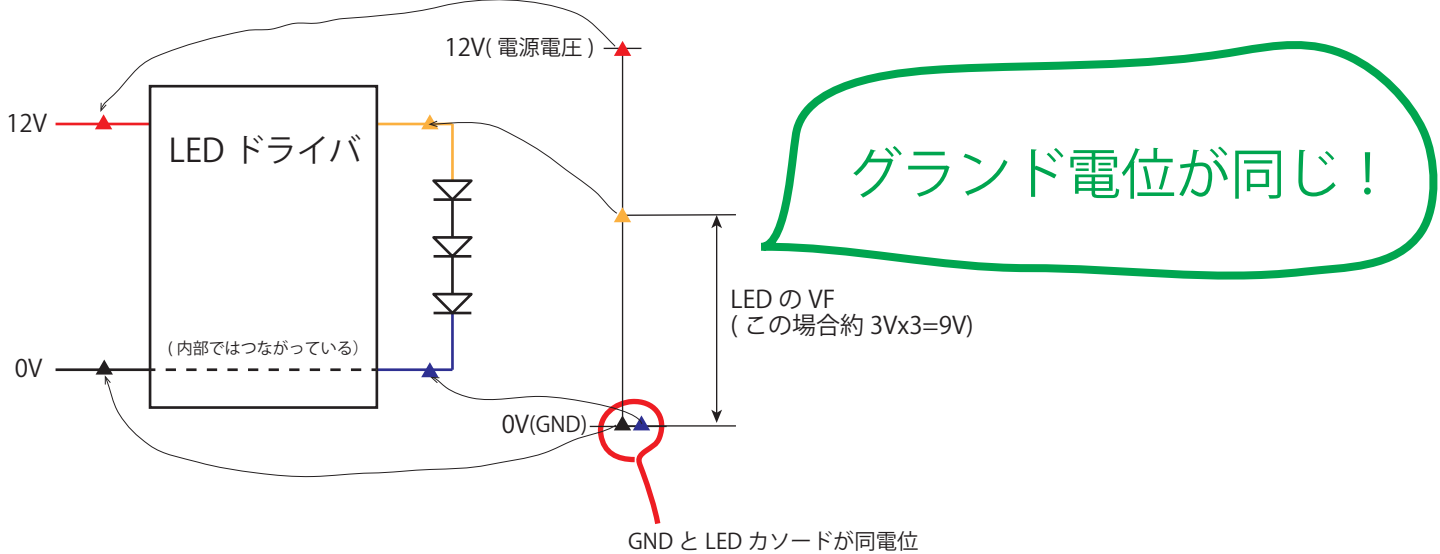 12V( 電源電圧 )
12V
LED ドライバ
グランド電位が同じ！
LED の VF
( この場合約 3Vx3=9V)
( 内部ではつながっている）
0V
0V(GND)
GND と LED カソードが同電位